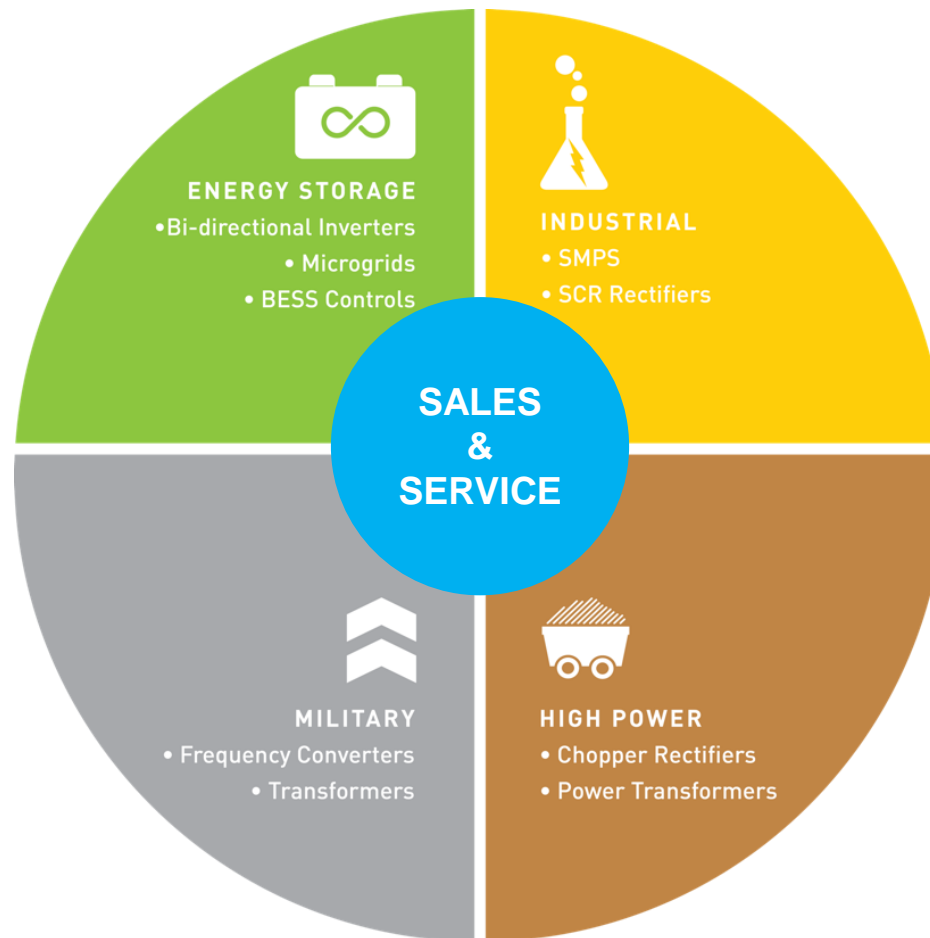 ENERGY STORAGE
•Bi-directional Inverters
• Microgrids
• BESS Controls
INDUSTRIAL
• SMPS
• SCR Rectifiers
SALES
&
SERVICE
MILITARY
• Frequency Converters
• Transformers
HIGH POWER
• Chopper Rectifiers
• Power Transformers